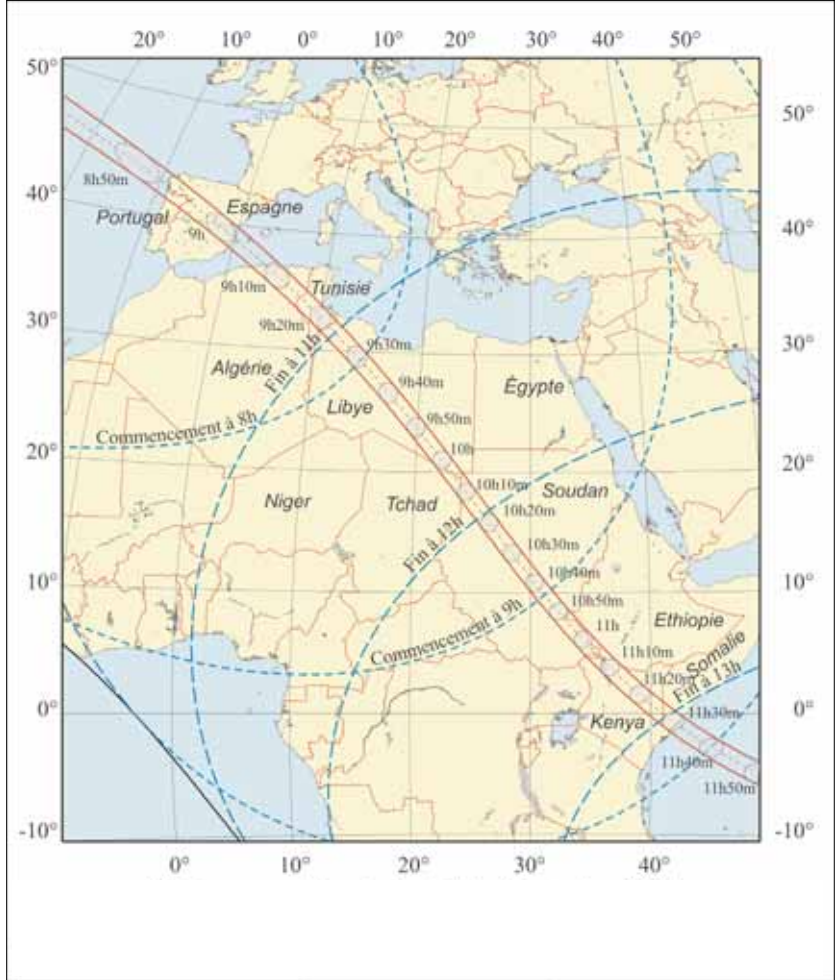 20° 10° 0° 10° 20° 30° 40° 50°
50°
50°
8h50m
40°
Portugal
Espagne
9h
40°
9h10m
Tunisie
30°
9h20m
9h30m
30°
Algérie
Fin à 11h
9h40m
Égypte
Libye
9h50m
Commencement à 8h
20°
10h
20°
10h10m
Niger
Tchad
Soudan
10h20m
Fin à 12h
10h30m
10°
10h40m
10°
10h50m
Commencement à 9h
11h
Ethiopie
11h10m
Somalie
11h20m
Fin à 13h
0°
Kenya
11h30m
0°
11h40m
11h50m
-10°
-10°
0° 10° 20° 30° 40°